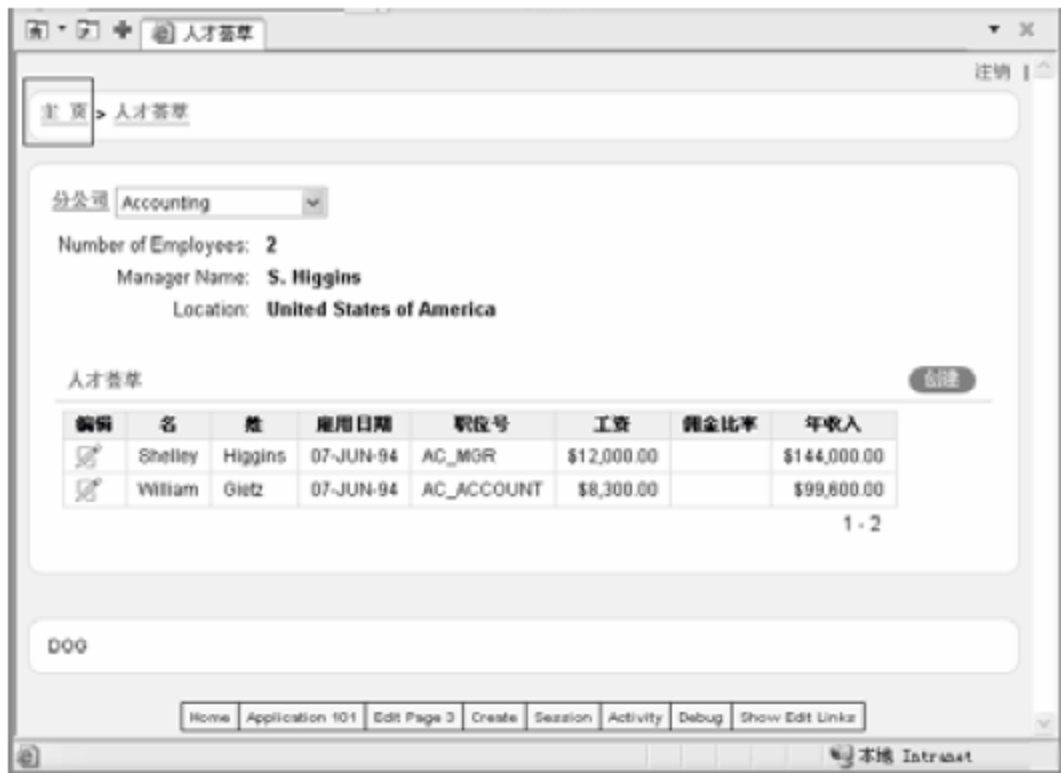 人才荟萃
注销 |
主 页 > 人才荟萃
分公司 Accounting
Number of Employees: 2
Manager Name: S. Higgins
Location: United States of America
人才荟萃 创建
编辑 名 姓 雇用日期 职位号 工资 佣金比率 年收入
Shelley Higgins 07-JUN-94 AC_MGR $12,000.00 $144,000.00
William Gietz 07-JUN-94 AC_ACCOUNT $8,300.00 $99,600.00
1 - 2
DOG
Home Application 101 Edit Page 3 Create Session Activity Debug Show Edit Links
本地 Intranet